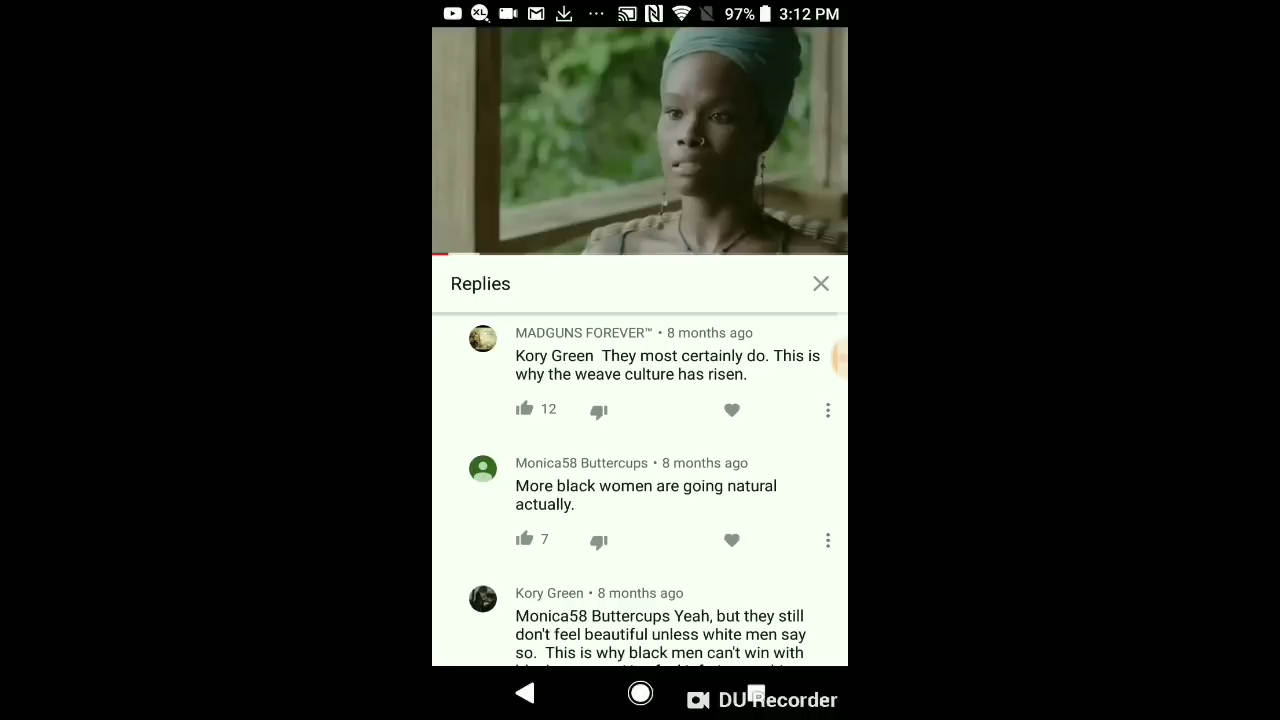 XL
97% 3:12 PM
Replies
MADGUNS FOREVER™ • 8 months ago
Kory Green  They most certainly do. This is
why the weave culture has risen.
12
Monica58 Buttercups • 8 months ago
More black women are going natural
actually.
7
Kory Green • 8 months ago
Monica58 Buttercups Yeah, but they still
don't feel beautiful unless white men say
so.  This is why black men can't win with
DU Recorder